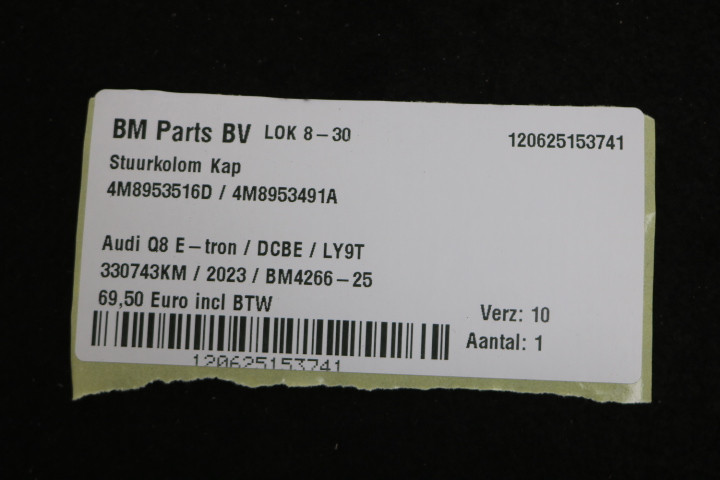 BM Parts BV LOK 8-30 120625153741
Stuurkolom Kap
4M8953516D / 4M8953491A
Audi Q8 E-tron / DCBE / LY9T
330743KM / 2023 / BM4266-25
69,50 Euro incl BTW
Verz: 10
Aantal: 1
120625153741